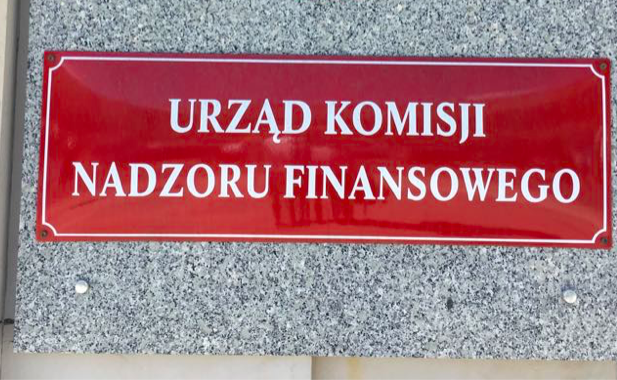 URZĄD KOMISJI
NADZORU FINANSOWEGO